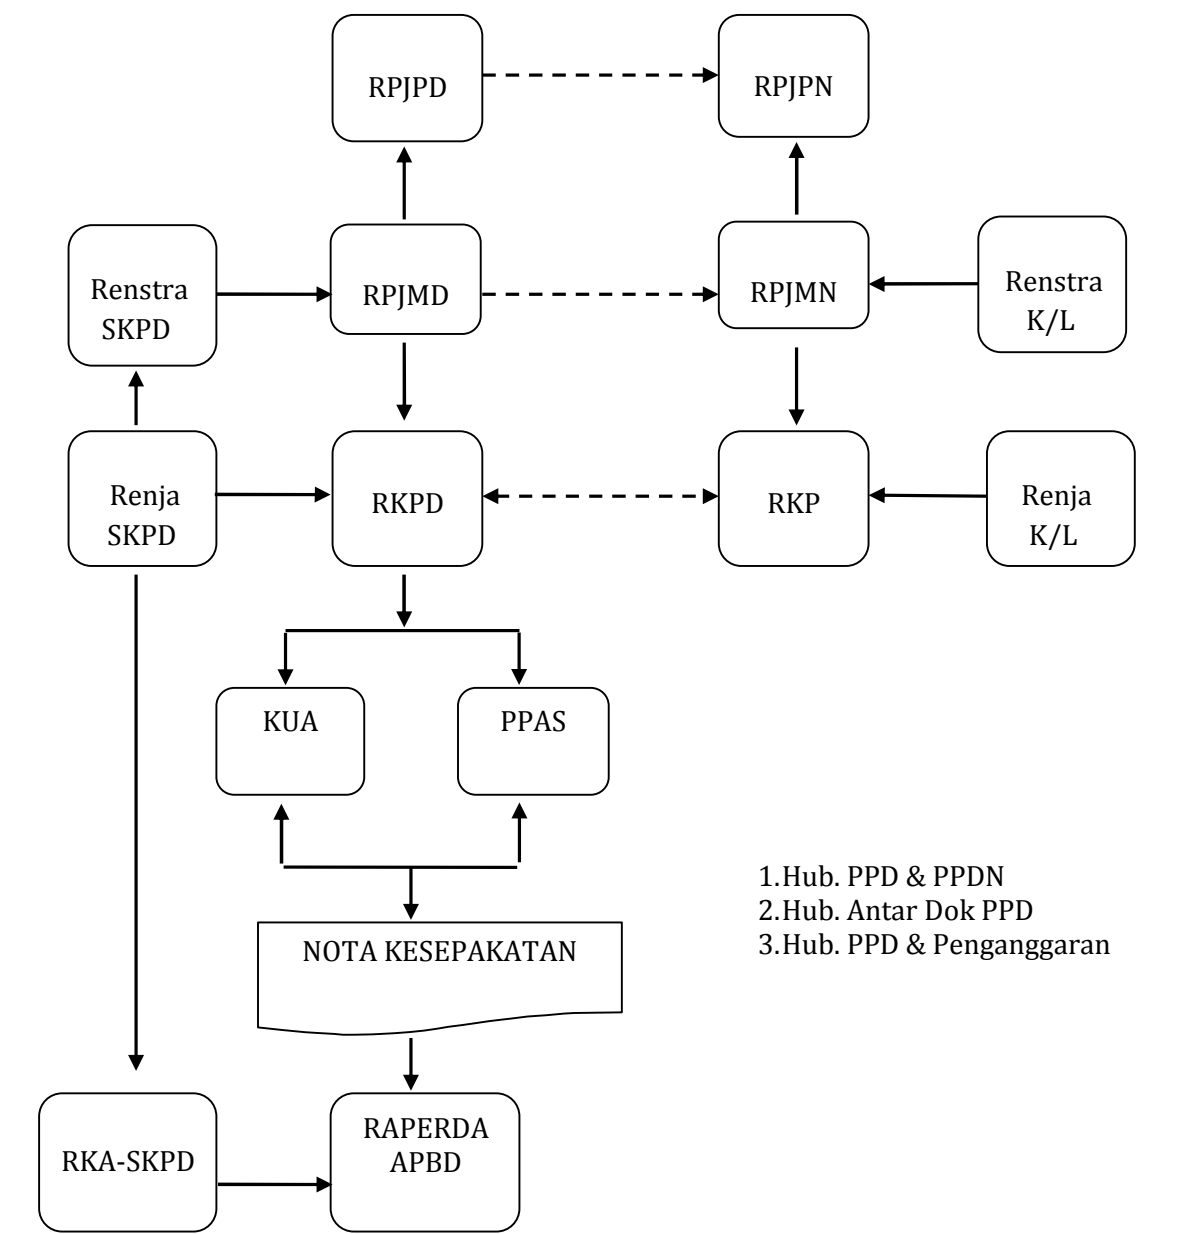 RPJPD
RPJPN
Renstra
SKPD
RPJMD
RPJMN
Renstra
K/L
Renja
SKPD
RKPD
RKP
Renja
K/L
KUA
PPAS
1.Hub. PPD & PPDN
2.Hub. Antar Dok PPD
3.Hub. PPD & Penganggaran
NOTA KESEPAKATAN
RKA-SKPD
RAPERDA
APBD